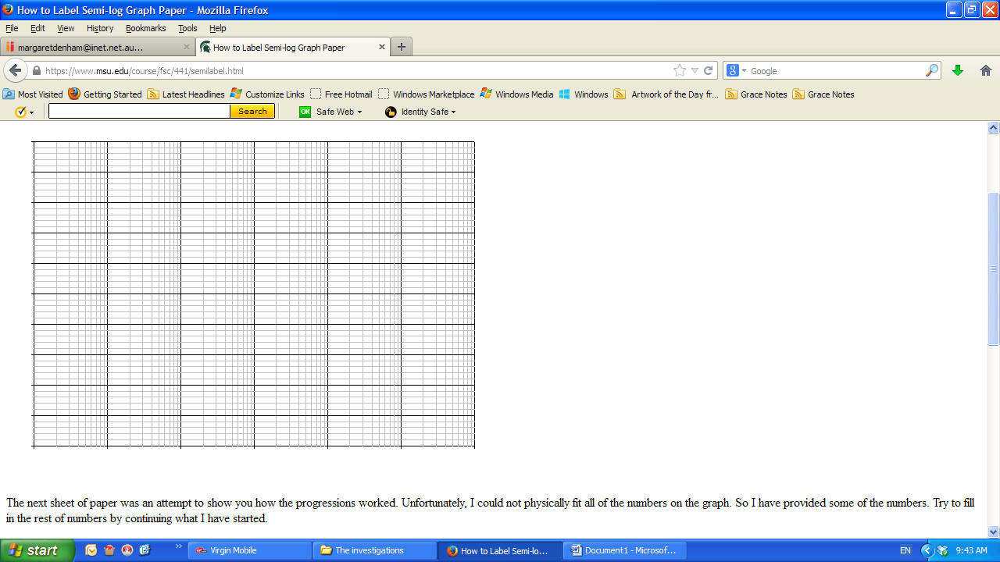 How to Label Semi-log Graph Paper - Mozilla Firefox
File Edit View History Bookmarks Tools Help
margaretdenham@iinet.net.au...
How to Label Semi-log Graph Paper
https://www.msu.edu/course/fsc/441/semilabel.html
Google
Most Visited Getting Started Latest Headlines Customize Links Free Hotmail Windows Marketplace Windows Media Windows Artwork of the Day fr... Grace Notes Grace Notes
Search OK Safe Web Identity Safe
The next sheet of paper was an attempt to show you how the progressions worked. Unfortunately, I could not physically fit all of the numbers on the graph. So I have provided some of the numbers. Try to fill
in the rest of numbers by continuing what I have started.
start Virgin Mobile The investigations How to Label Semi-lo... Document1 - Microsof... EN 9:43 AM